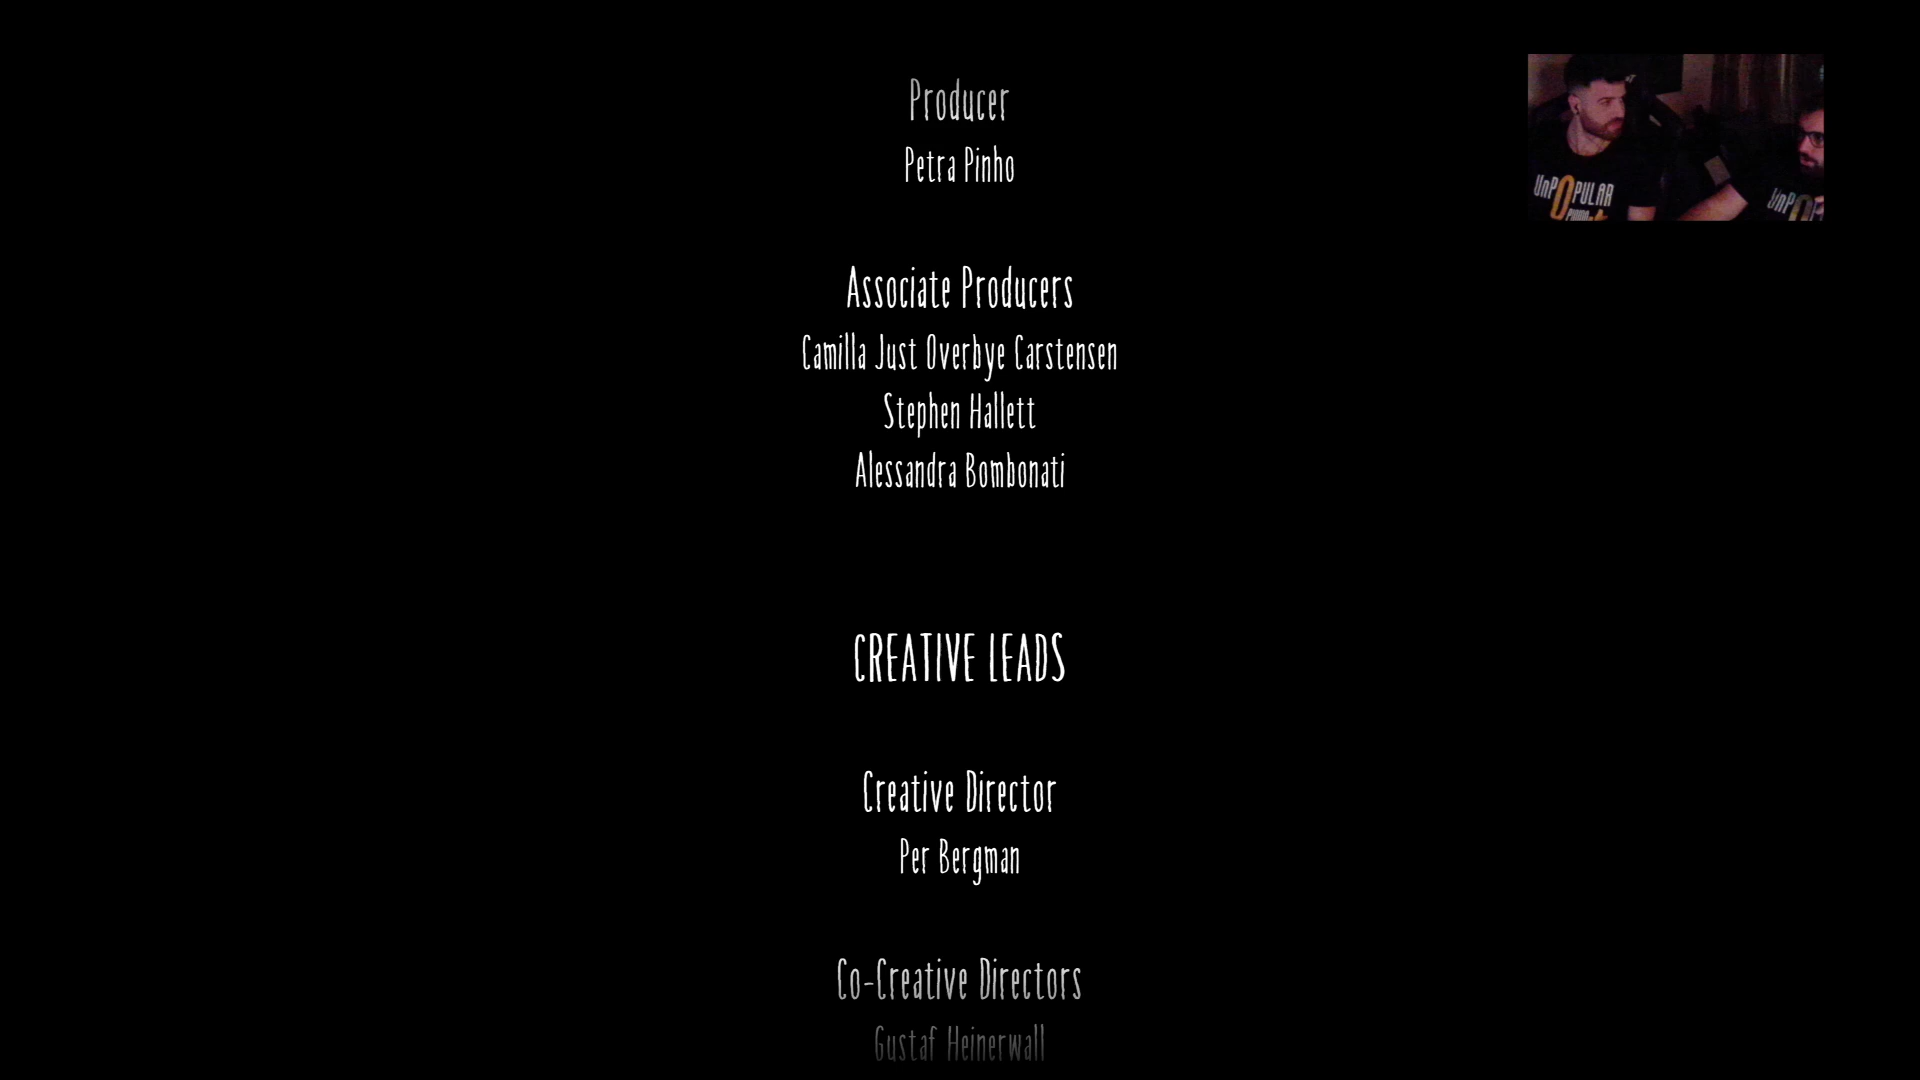 Producer
Petra Pinho
Associate Producers
Camilla Just Overbye Carstensen
Stephen Hallett
Alessandra Bombonati
CREATIVE LEADS
Creative Director
Per Bergman
Co-Creative Directors
Gustaf Heinerwall
UnPOPULAR